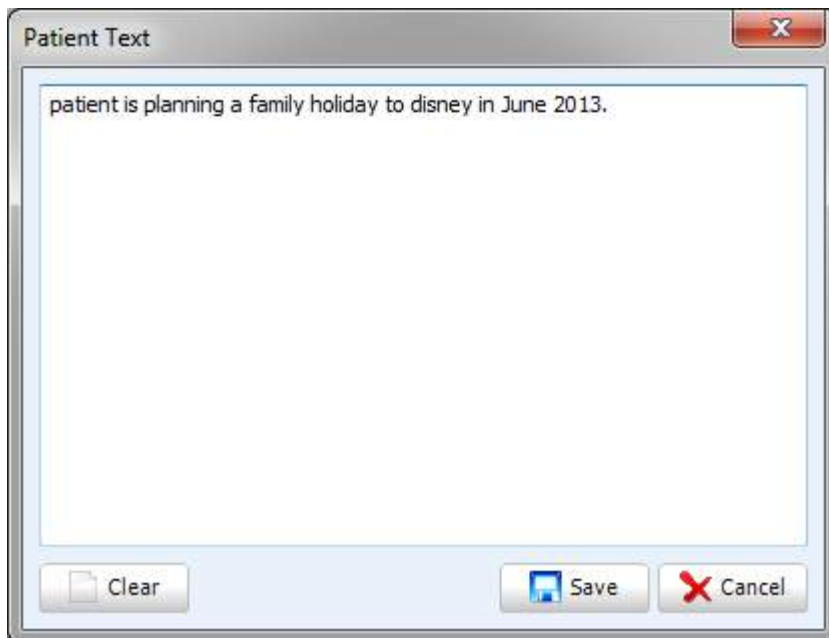 Patient Text
patient is planning a family holiday to disney in June 2013.
Clear
Save
Cancel